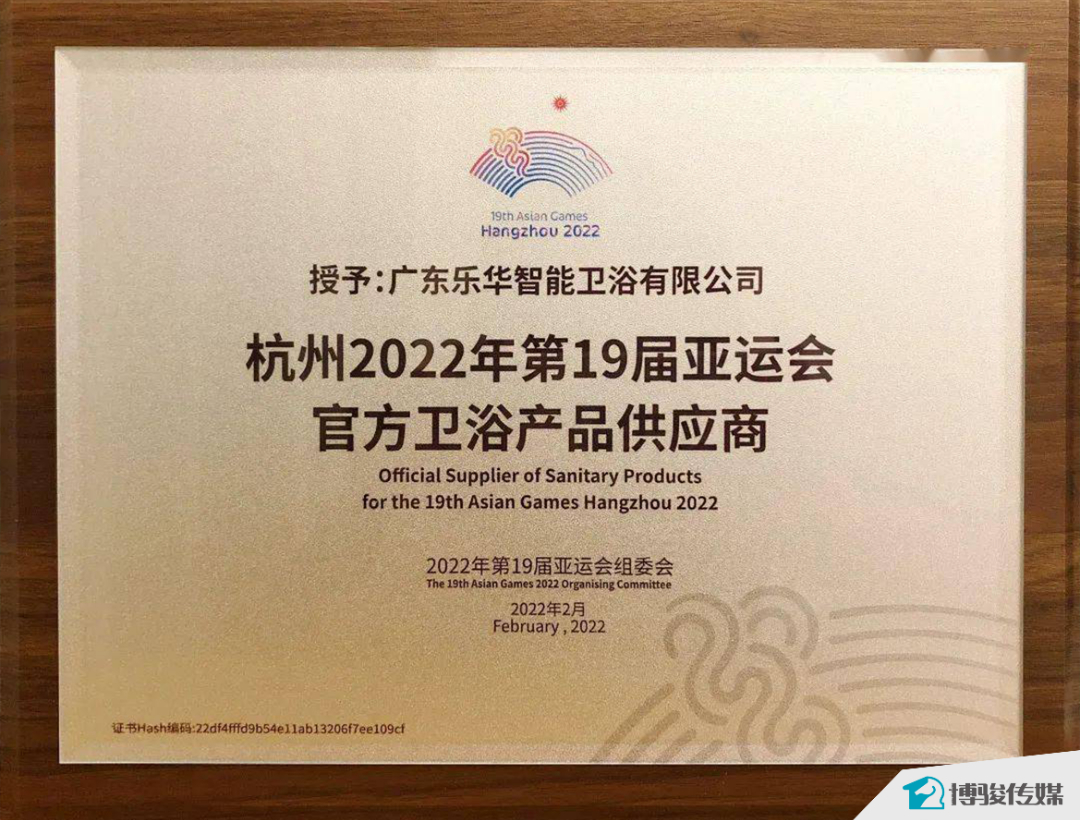 19th Asian Games
Hangzhou 2022
授予:广东乐华智能卫浴有限公司
杭州2022年第19届亚运会
官方卫浴产品供应商
Official Supplier of Sanitary Products
for the 19th Asian Games Hangzhou 2022
2022年第19届亚运会组委会
The 19th Asian Games 2022 Organising Committee
2022年2月
February , 2022
证书Hash编码:22df4fffd9b54e11ab13206f7ee109cf
博骏传媒